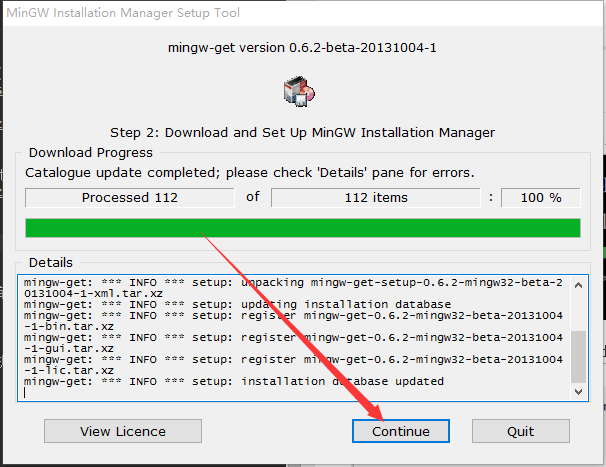 MinGW Installation Manager Setup Tool
mingw-get version 0.6.2-beta-20131004-1
Step 2: Download and Set Up MinGW Installation Manager
Download Progress
Catalogue update completed; please check 'Details' pane for errors.
Processed 112 of 112 items : 100 %
Details
mingw-get: *** INFO *** setup: unpacking mingw-get-setup-0.6.2-mingw32-beta-2
0131004-1-xml.tar.xz
mingw-get: *** INFO *** setup: updating installation database
mingw-get: *** INFO *** setup: register mingw-get-0.6.2-mingw32-beta-20131004
-1-bin.tar.xz
mingw-get: *** INFO *** setup: register mingw-get-0.6.2-mingw32-beta-20131004
-1-gui.tar.xz
mingw-get: *** INFO *** setup: register mingw-get-0.6.2-mingw32-beta-20131004
-1-lic.tar.xz
mingw-get: *** INFO *** setup: installation database updated
View Licence Continue Quit